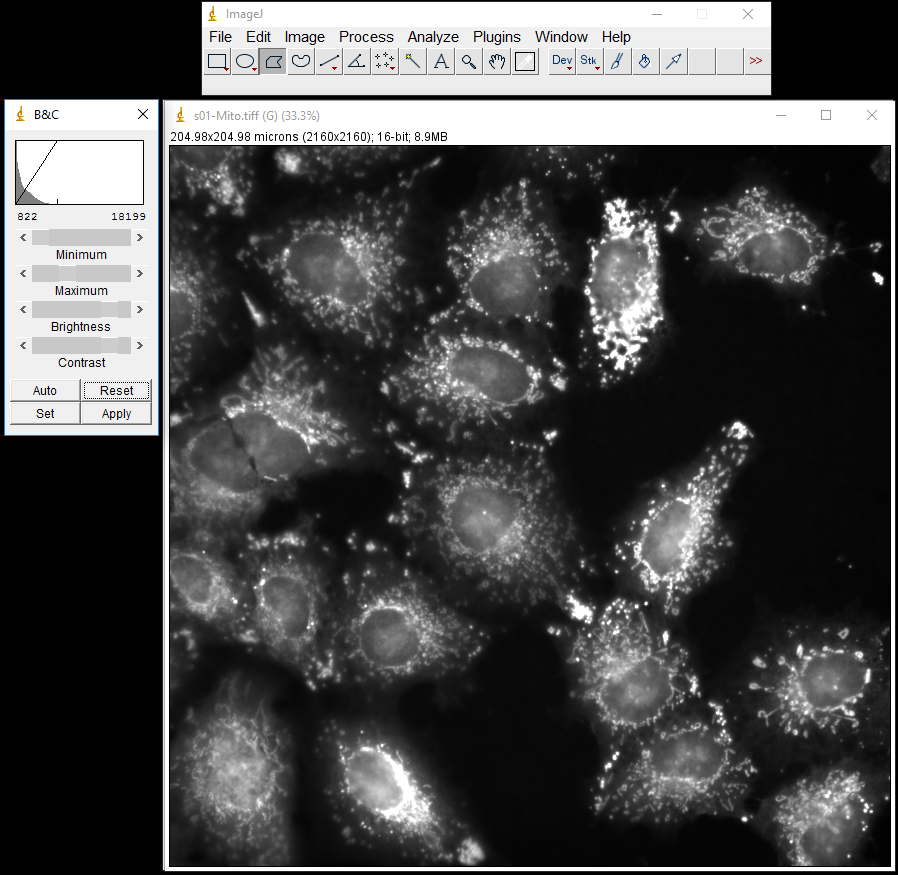 ImageJ
File Edit Image Process Analyze Plugins Window Help
A Dev Stk >>
B&C
822 18199
Minimum
Maximum
Brightness
Contrast
Auto Reset
Set Apply
s01-Mito.tiff (G) (33.3%)
204.98x204.98 microns (2160x2160); 16-bit; 8.9MB